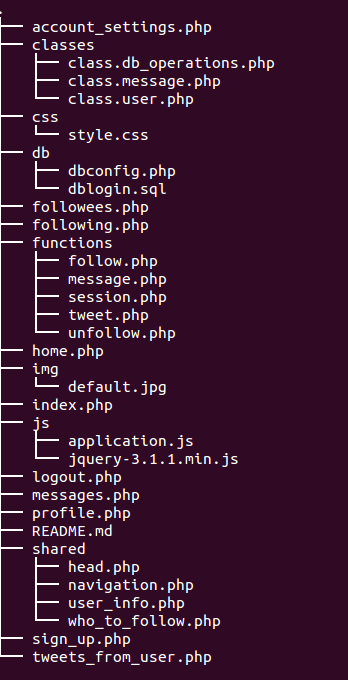 .
├── account_settings.php
├── classes
│   ├── class.db_operations.php
│   ├── class.message.php
│   └── class.user.php
├── css
│   └── style.css
├── db
│   ├── dbconfig.php
│   └── dblogin.sql
├── followees.php
├── following.php
├── functions
│   ├── follow.php
│   ├── message.php
│   ├── session.php
│   ├── tweet.php
│   └── unfollow.php
├── home.php
├── img
│   └── default.jpg
├── index.php
├── js
│   ├── application.js
│   └── jquery-3.1.1.min.js
├── logout.php
├── messages.php
├── profile.php
├── README.md
├── shared
│   ├── head.php
│   ├── navigation.php
│   ├── user_info.php
│   └── who_to_follow.php
├── sign_up.php
└── tweets_from_user.php